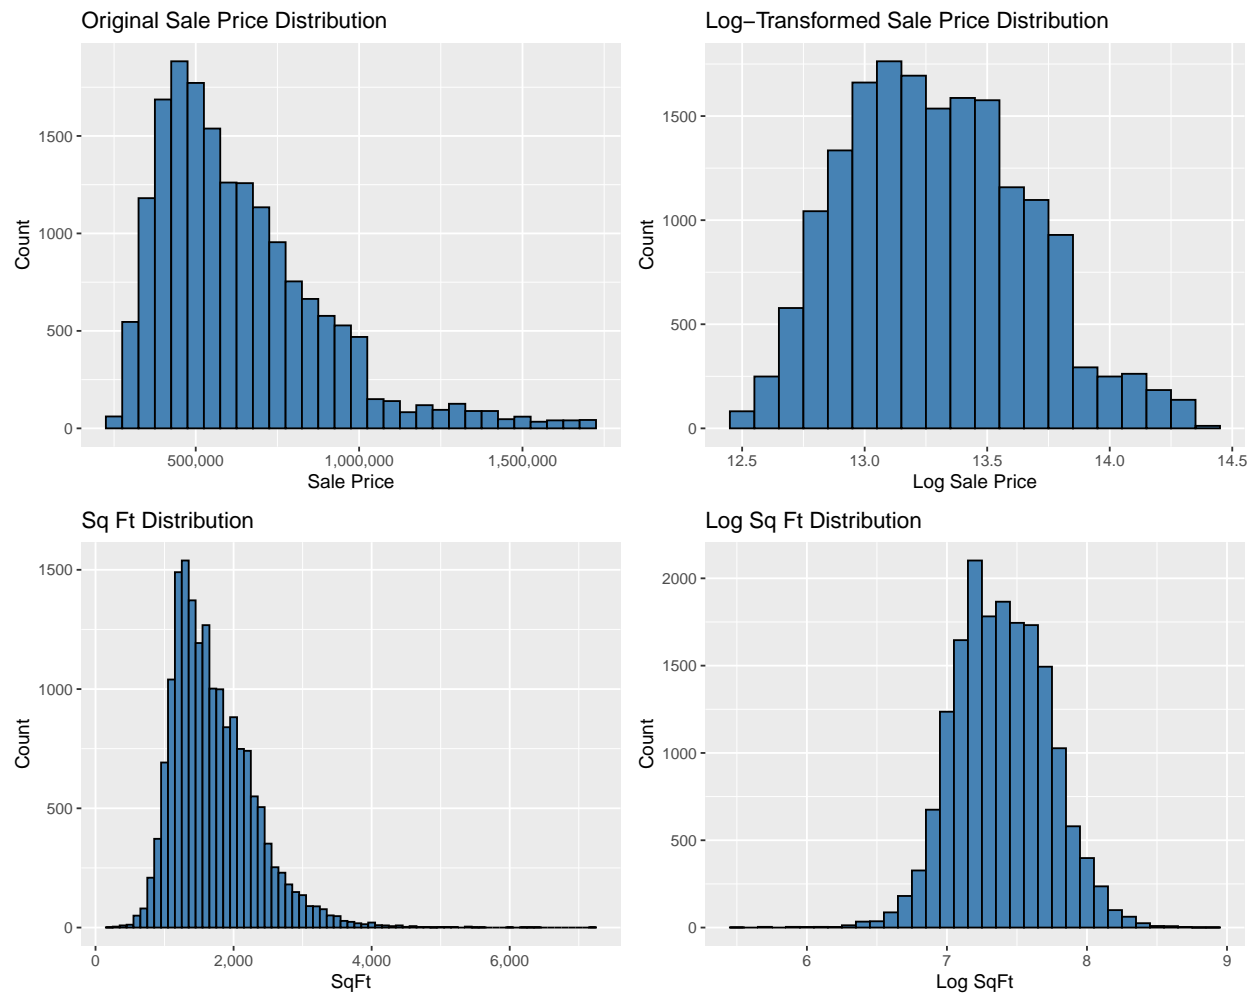 Original Sale Price Distribution
Count
1500
1000
500
0
500,000
1,000,000
1,500,000
Sale Price
Log−Transformed Sale Price Distribution
Count
1500
1000
500
0
12.5
13.0
13.5
14.0
14.5
Log Sale Price
Sq Ft Distribution
Count
1500
1000
500
0
0
2,000
4,000
6,000
SqFt
Log Sq Ft Distribution
Count
2000
1500
1000
500
0
6
7
8
9
Log SqFt